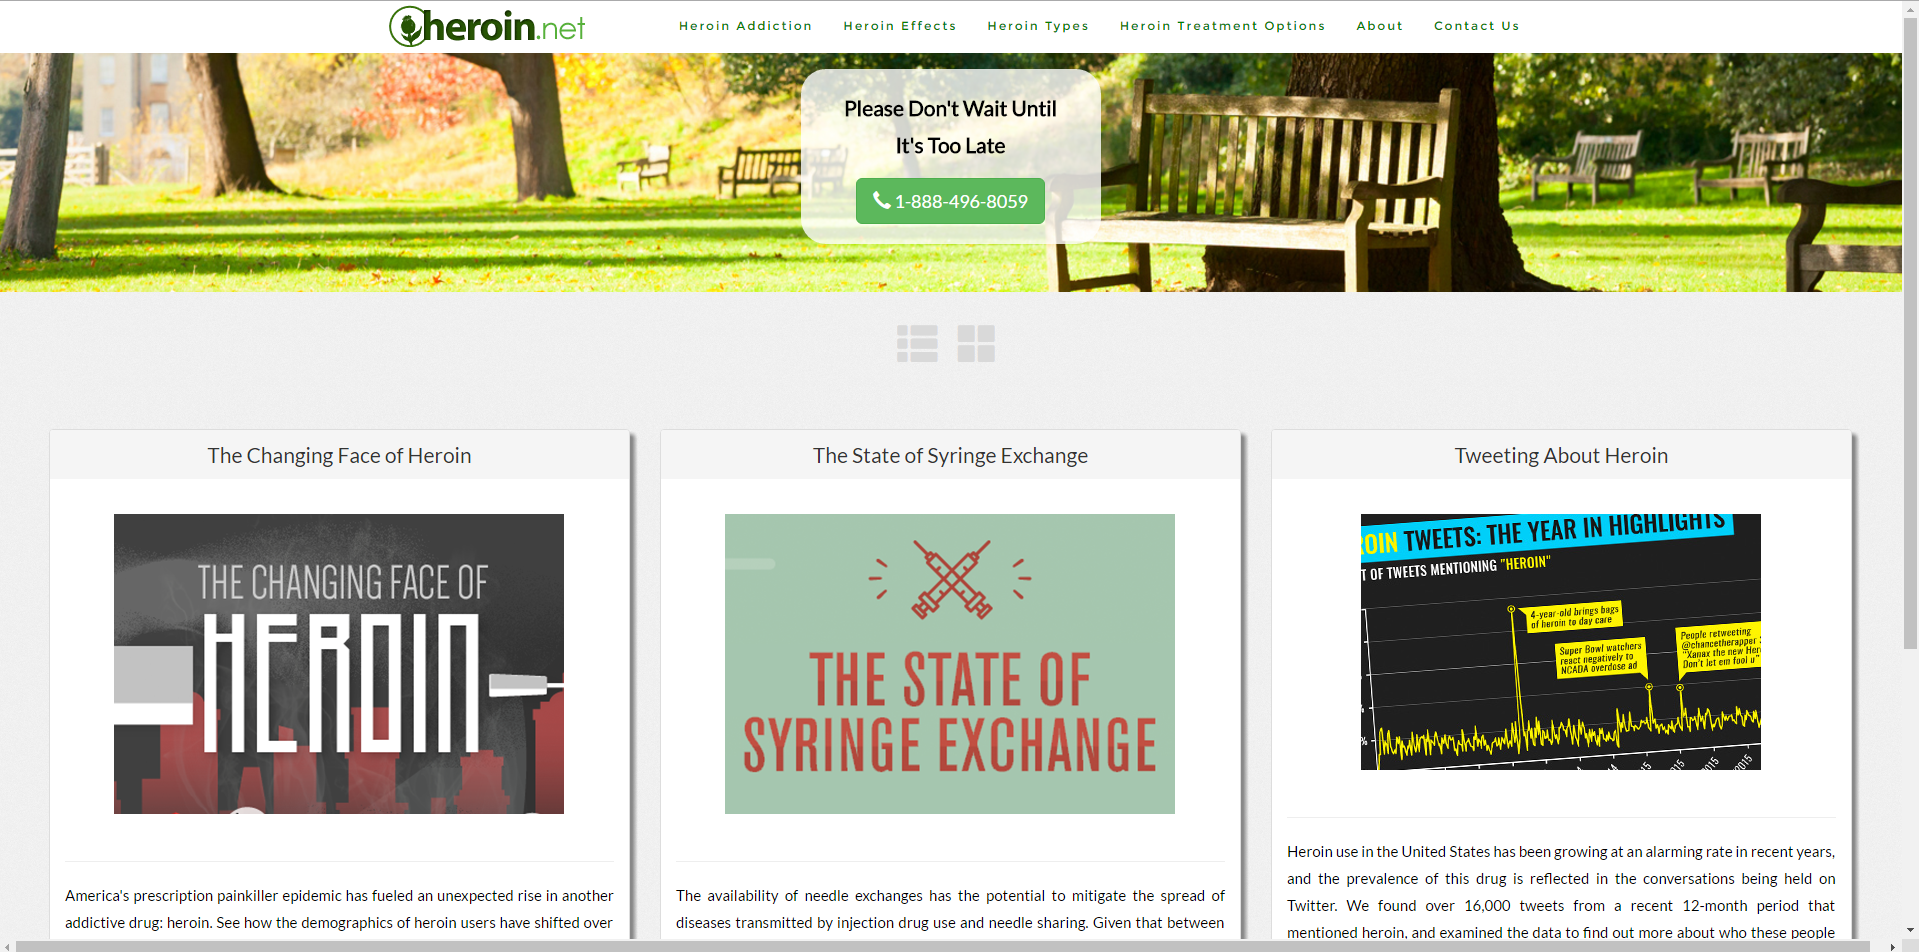 heroin.net
Heroin Addiction
Heroin Effects
Heroin Types
Heroin Treatment Options
About
Contact Us
Please Don't Wait Until
It's Too Late
1-888-496-8059
The Changing Face of Heroin
THE CHANGING FACE OF
HEROIN
America's prescription painkiller epidemic has fueled an unexpected rise in another
addictive drug: heroin. See how the demographics of heroin users have shifted over
The State of Syringe Exchange
THE STATE OF
SYRINGE EXCHANGE
The availability of needle exchanges has the potential to mitigate the spread of
diseases transmitted by injection drug use and needle sharing. Given that between
Tweeting About Heroin
OIN TWEETS: THE YEAR IN HIGHLIGHTS
T OF TWEETS MENTIONING "HEROIN"
4-year-old brings bags
of heroin to day care
Super Bowl watchers
react negatively to
NCADA overdose ad
People retweeting
@chancetherapper
"Xanax the new Her
Don't let em fool u"
%
%
4
15
015
2015
2015
Heroin use in the United States has been growing at an alarming rate in recent years,
and the prevalence of this drug is reflected in the conversations being held on
Twitter. We found over 16,000 tweets from a recent 12-month period that
mentioned heroin, and examined the data to find out more about who these people